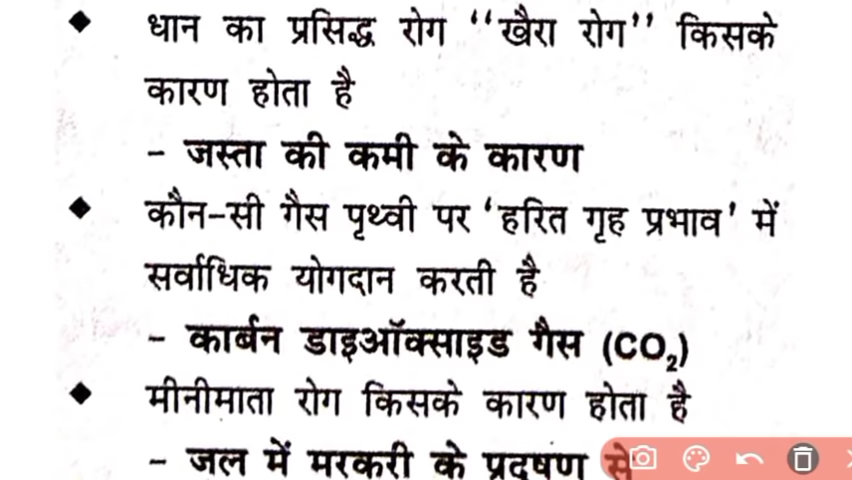 ◆ धान का प्रसिद्ध रोग ‘‘खैरा रोग’’ किसके
कारण होता है
– जस्ता की कमी के कारण
◆ कौन-सी गैस पृथ्वी पर ‘हरित गृह प्रभाव’ में
सर्वाधिक योगदान करती है
– कार्बन डाइऑक्साइड गैस (CO₂)
◆ मीनीमाता रोग किसके कारण होता है
– जल में मरकरी के प्रदूषण से